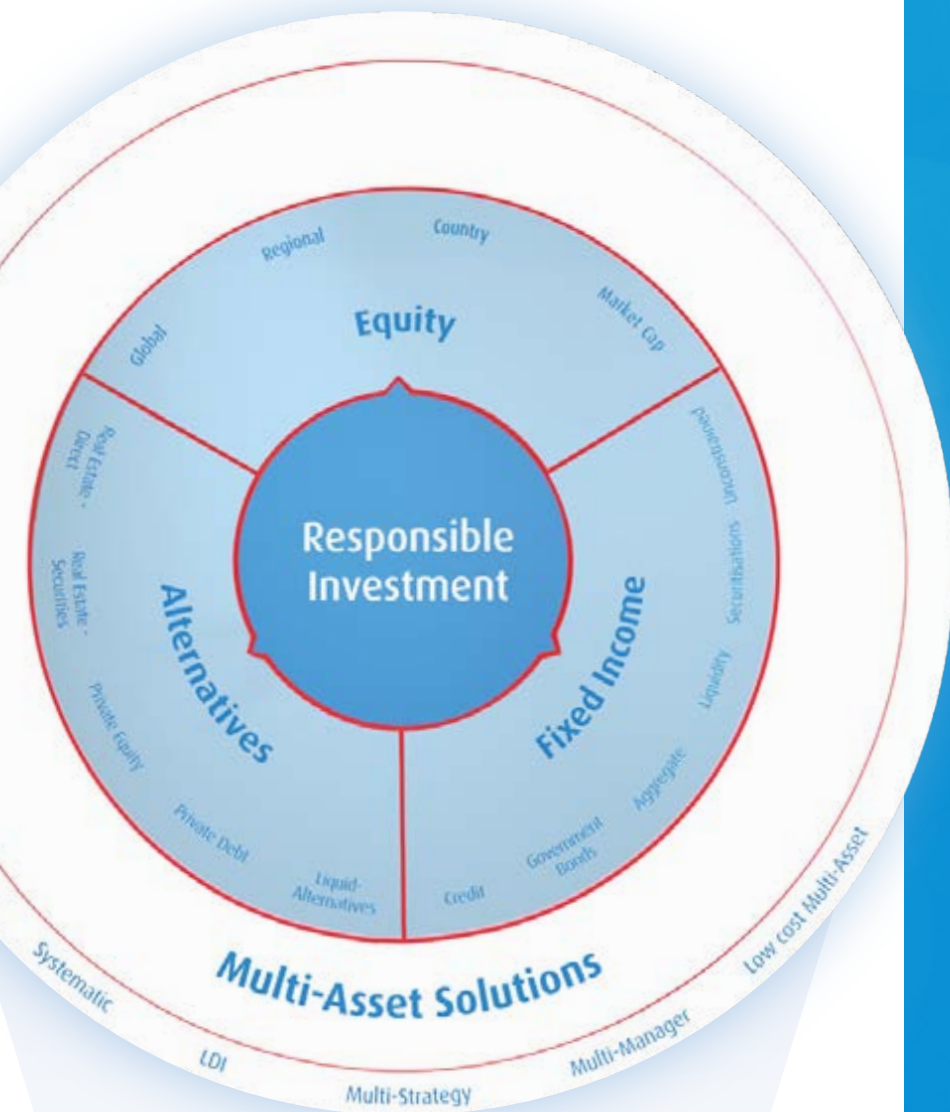 Global
Regional
Country
Market Cap
Equity
Responsible
Investment
Unconstrained
Securitisations
Liquidity
Aggregate
Government
Bonds
Credit
Fixed Income
Real Estate -
Direct
Real Estate -
Securities
Private Equity
Private Debt
Liquid-
Alternatives
Alternatives
Multi-Asset Solutions
Systematic
LDI
Multi-Strategy
Multi-Manager
Low cost Multi-Asset